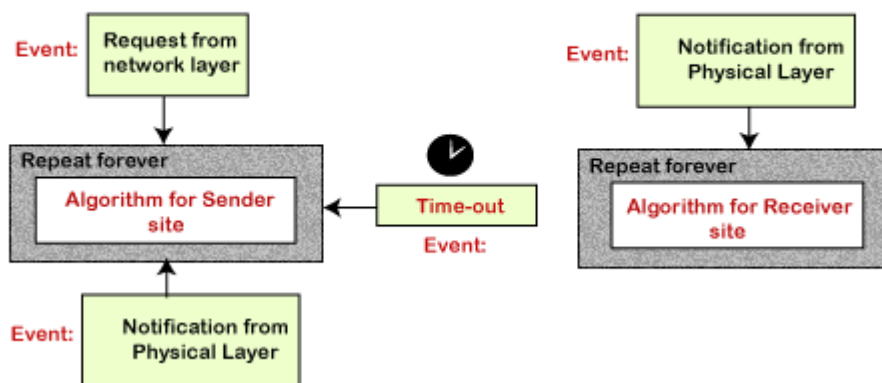 Event:
Request from
network layer
Repeat forever
Algorithm for Sender
site
Time-out
Event:
Event:
Notification from
Physical Layer
Event:
Notification from
Physical Layer
Repeat forever
Algorithm for Receiver
site